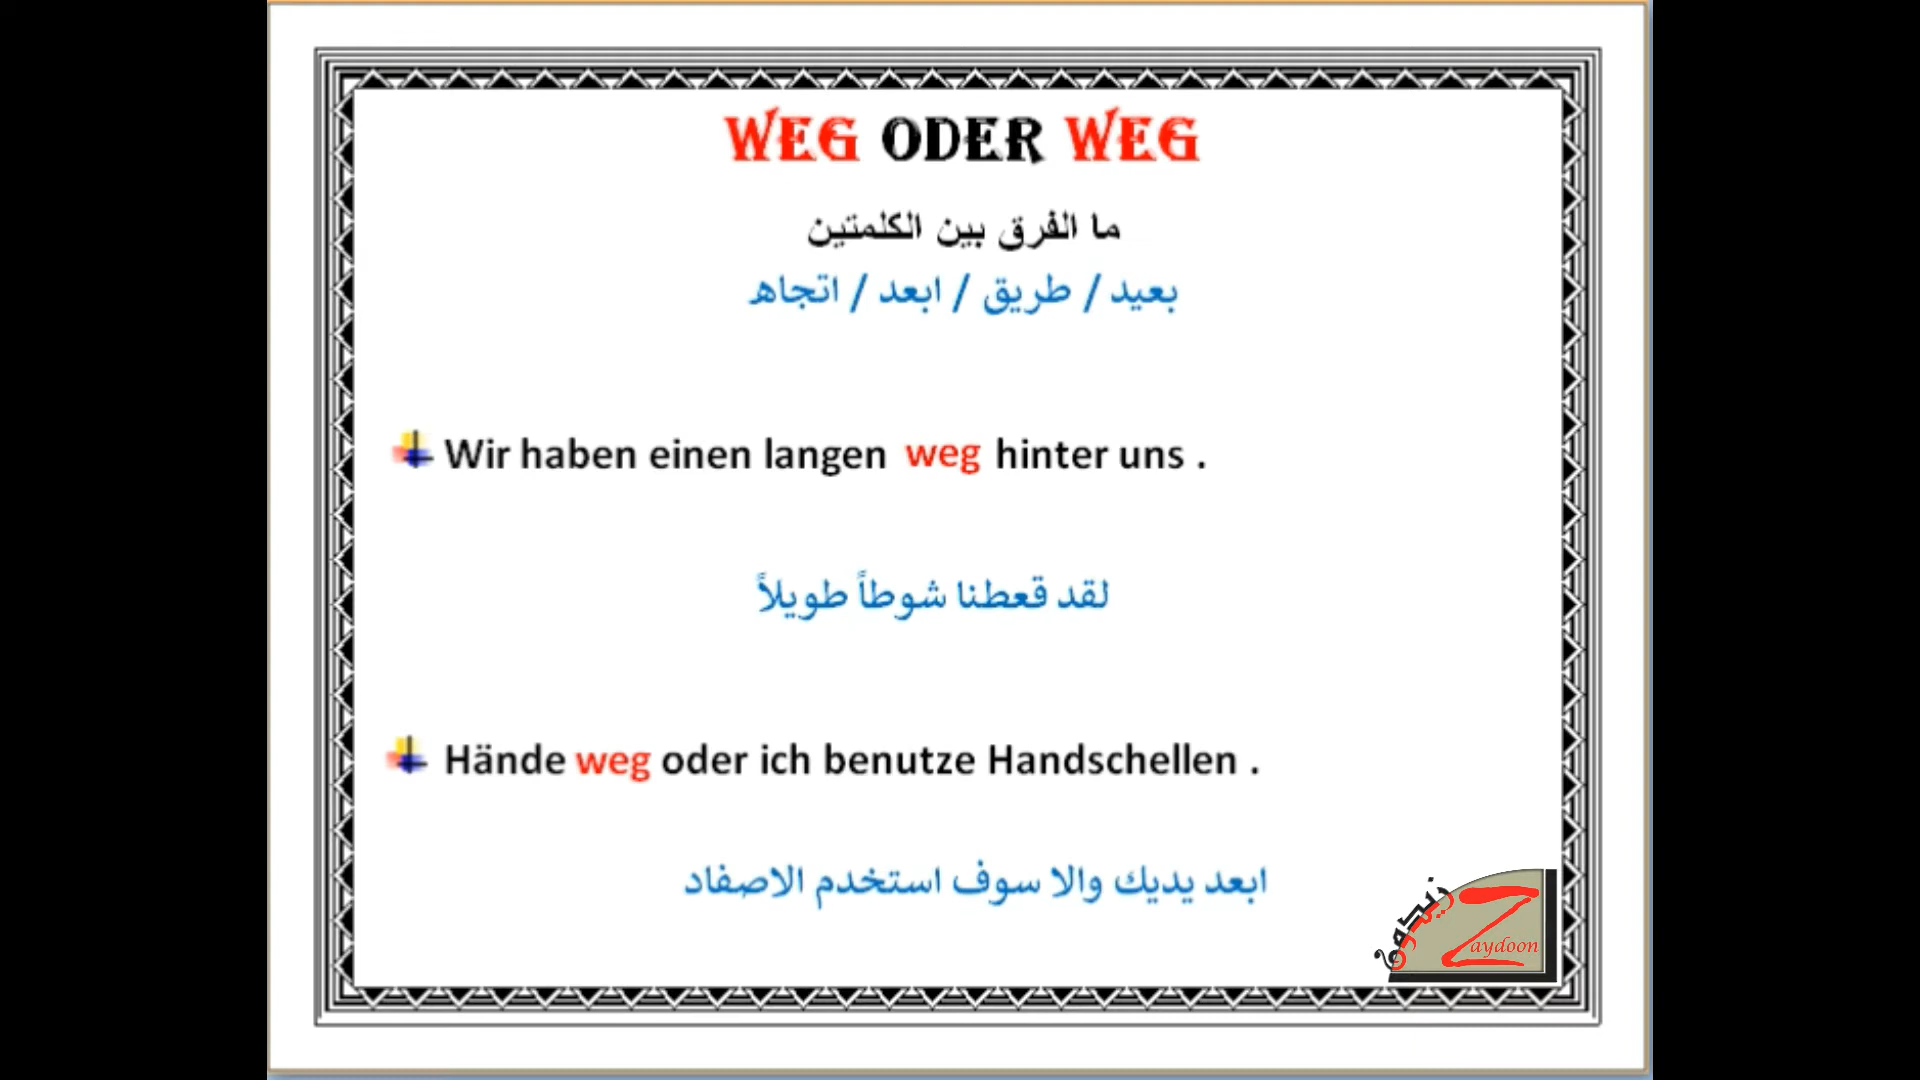 WEG ODER WEG
ما الفرق بين الكلمتين
بعيد / طريق / ابعد / اتجاه
Wir haben einen langen weg hinter uns .
لقد قعطنا شوطاً طويلاً
Hände weg oder ich benutze Handschellen .
ابعد يديك والا سوف استخدم الاصفاد
Zaydoon